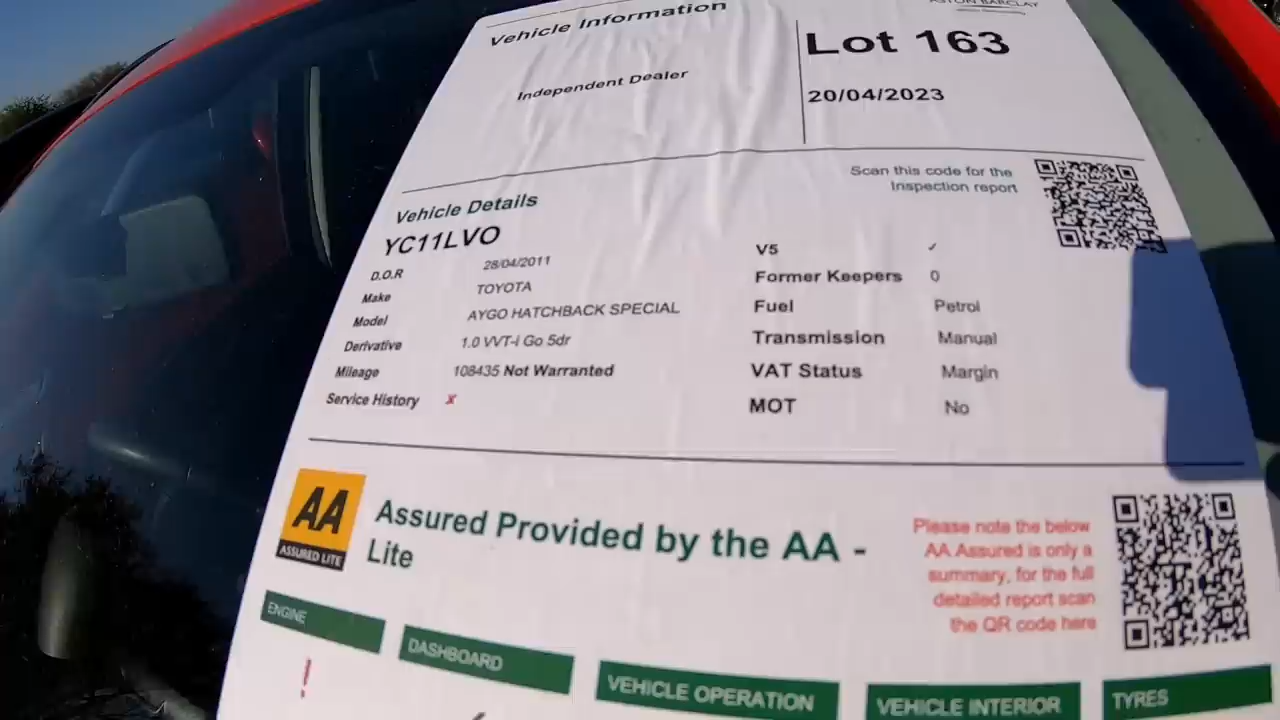 Vehicle Information
ASTON BARCLAY
Lot 163
Independent Dealer
20/04/2023
Scan this code for the
Inspection report
Vehicle Details
YC11LVO
D.O.R 28/04/2011
Make TOYOTA
Model AYGO HATCHBACK SPECIAL
Derivative 1.0 VVT-i Go 5dr
Mileage 108435 Not Warranted
Service History x
V5 ✓
Former Keepers 0
Fuel Petrol
Transmission Manual
VAT Status Margin
MOT No
AA
ASSURED LITE
Assured Provided by the AA -
Lite
Please note the below
AA Assured is only a
summary, for the full
detailed report scan
the QR code here
ENGINE
!
DASHBOARD
VEHICLE OPERATION
VEHICLE INTERIOR
TYRES